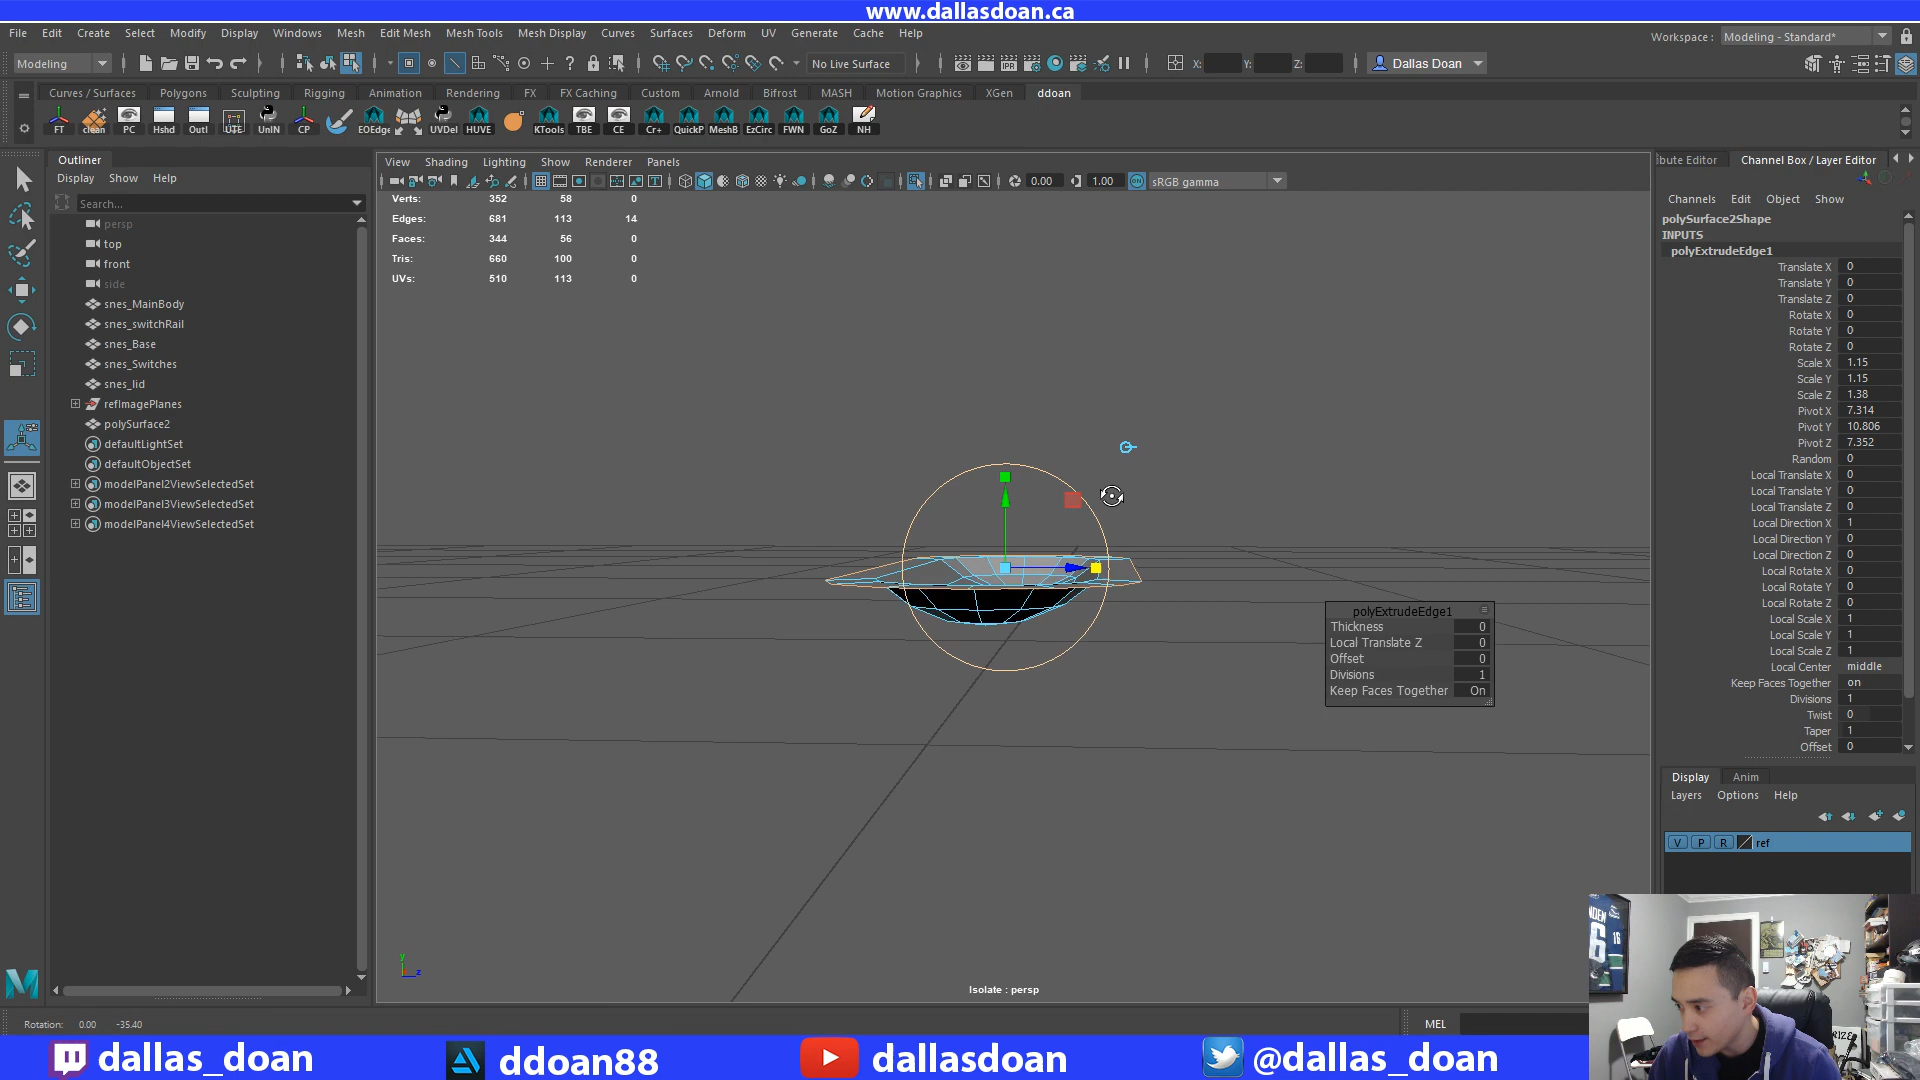 www.dallasdoan.ca
File Edit Create Select Modify Display Windows Mesh Edit Mesh Mesh Tools Mesh Display Curves Surfaces Deform UV Generate Cache Help
Workspace : Modeling - Standard*
Modeling No Live Surface X: Y: Z: Dallas Doan
Curves / Surfaces Polygons Sculpting Rigging Animation Rendering FX FX Caching Custom Arnold Bifrost MASH Motion Graphics XGen ddoan
FT clean PC Hshd Outl UTE UnIN CP EOEdge UVDel HUVE KTools TBE CE Cr+ QuickP MeshB EzCirc FWN GoZ NH
Outliner
Display Show Help
Search...
persp
top
front
side
snes_MainBody
snes_switchRail
snes_Base
snes_Switches
snes_lid
refImagePlanes
polySurface2
defaultLightSet
defaultObjectSet
modelPanel2ViewSelectedSet
modelPanel3ViewSelectedSet
modelPanel4ViewSelectedSet
View Shading Lighting Show Renderer Panels
0.00 1.00 ON sRGB gamma
Verts: 352 58 0
Edges: 681 113 14
Faces: 344 56 0
Tris: 660 100 0
UVs: 510 113 0
polyExtrudeEdge1
Thickness 0
Local Translate Z 0
Offset 0
Divisions 1
Keep Faces Together On
y
z
Isolate : persp
bute Editor Channel Box / Layer Editor
Channels Edit Object Show
polySurface2Shape
INPUTS
polyExtrudeEdge1
Translate X 0
Translate Y 0
Translate Z 0
Rotate X 0
Rotate Y 0
Rotate Z 0
Scale X 1.15
Scale Y 1.15
Scale Z 1.38
Pivot X 7.314
Pivot Y 10.806
Pivot Z 7.352
Random 0
Local Translate X 0
Local Translate Y 0
Local Translate Z 0
Local Direction X 1
Local Direction Y 0
Local Direction Z 0
Local Rotate X 0
Local Rotate Y 0
Local Rotate Z 0
Local Scale X 1
Local Scale Y 1
Local Scale Z 1
Local Center middle
Keep Faces Together on
Divisions 1
Twist 0
Taper 1
Offset 0
Display Anim
Layers Options Help
V P R ref
Rotation: 0.00 -35.40
MEL
dallas_doan ddoan88 dallasdoan @dallas_doan